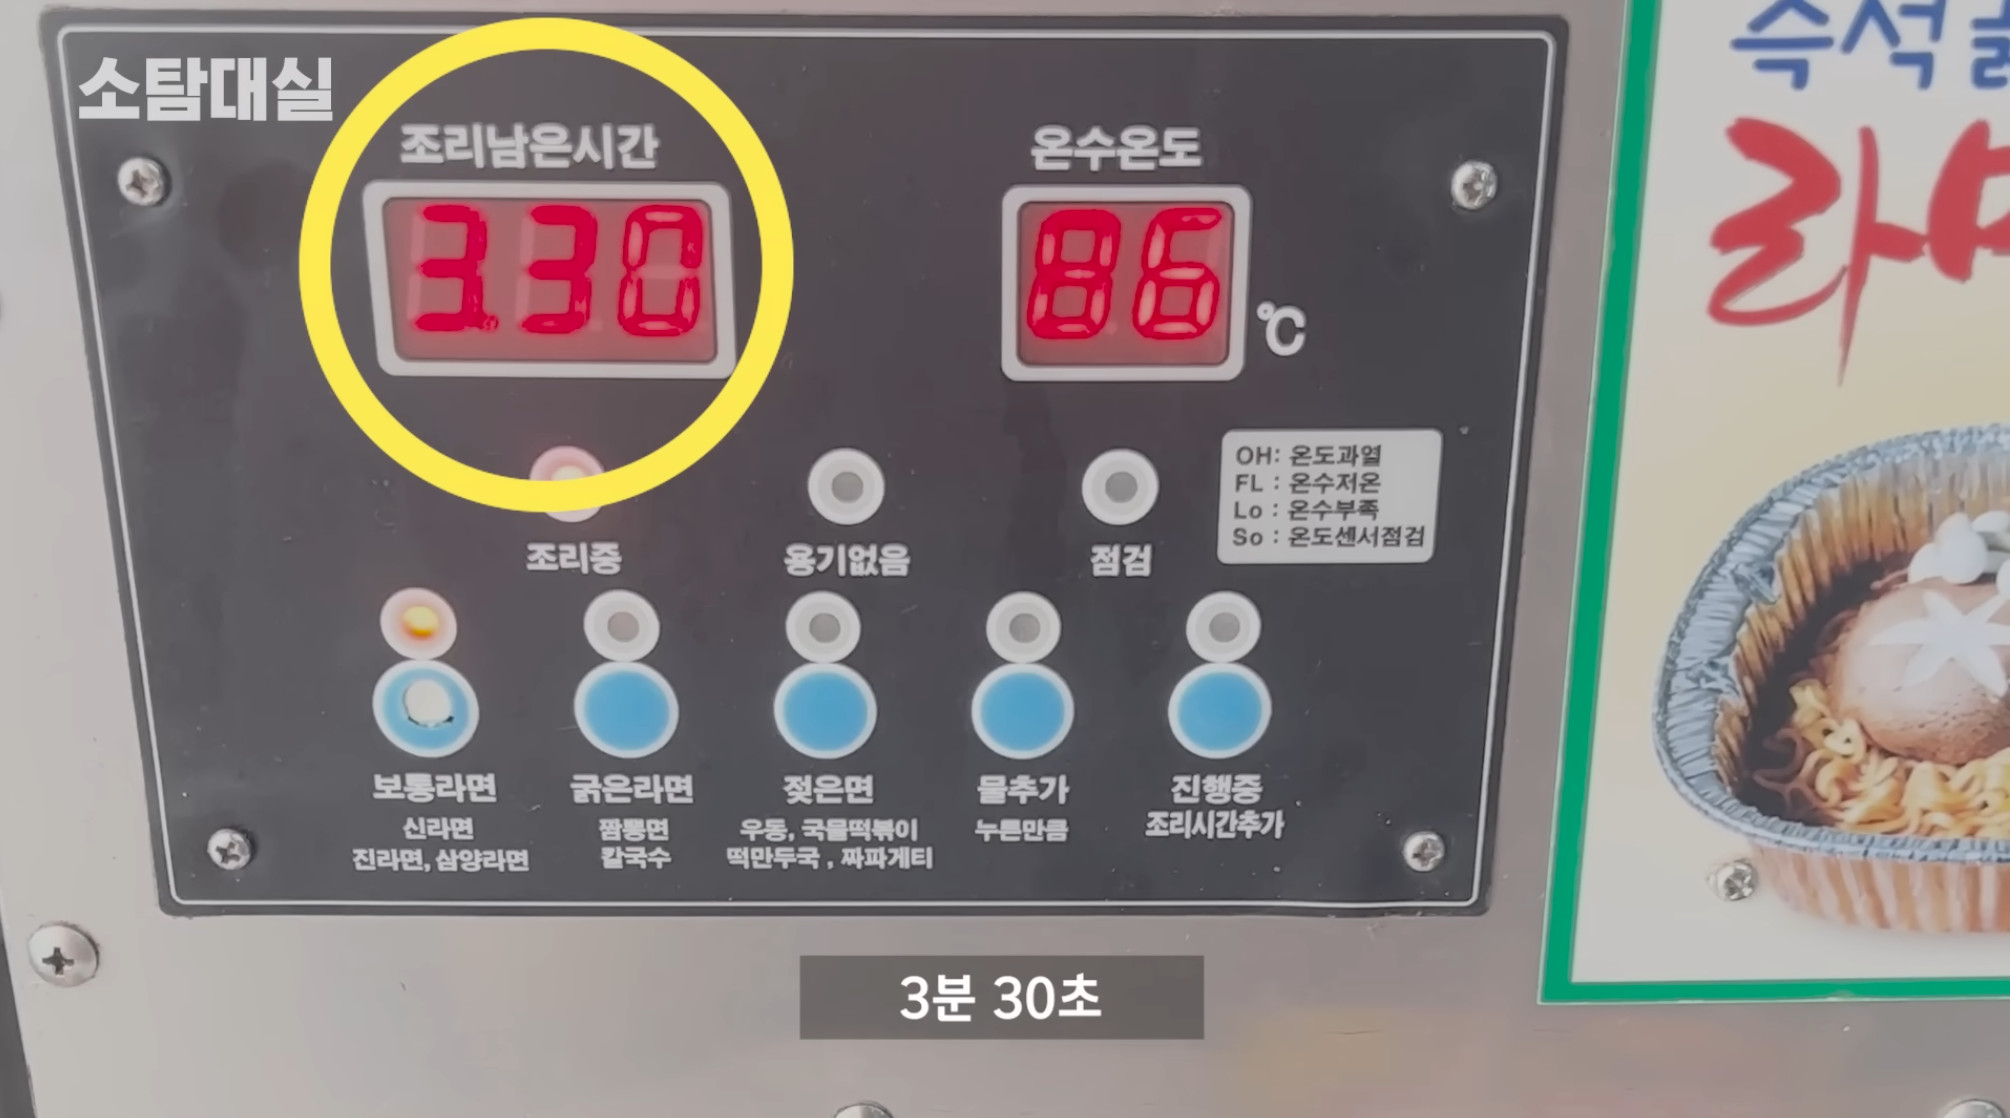 소탐대실
조리남은시간
온수온도
3.30
86
℃
OH: 온도과열
FL : 온수저온
Lo : 온수부족
So : 온도센서점검
조리중
용기없음
점검
보통라면
굵은라면
젖은면
물추가
진행중
신라면
진라면, 삼양라면
짬뽕면
칼국수
우동, 국물떡볶이
떡만두국 , 짜파게티
누른만큼
조리시간추가
즉석
라
3분 30초